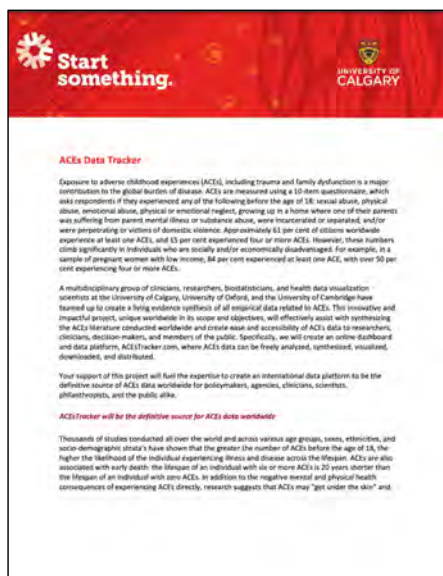 Start
something.
UNIVERSITY OF
CALGARY
ACEs Data Tracker
Exposure to adverse childhood experiences (ACEs), including trauma and family dysfunction is a major
contribution to the global burden of disease. ACEs are measured using a 10-item questionnaire, which
asks respondents if they experienced any of the following before the age of 18: sexual abuse, physical
abuse, emotional abuse, physical or emotional neglect, growing up in a home where one of their parents
was suffering from parent mental illness or substance abuse, were incarcerated or separated, and/or
were perpetrating or victims of domestic violence. Approximately 61 per cent of citizens worldwide
experience at least one ACEs, and 15 per cent experienced four or more ACEs. However, these numbers
climb significantly in individuals who are socially and/or economically disadvantaged. For example, in a
sample of pregnant women with low income, 84 per cent experienced at least one ACE, with over 50 per
cent experiencing four or more ACEs.
A multidisciplinary group of clinicians, researchers, biostatisticians, and health data visualization
scientists at the University of Calgary, University of Oxford, and the University of Cambridge have
teamed up to create a living evidence synthesis of all empirical data related to ACEs. This innovative and
impactful project, unique worldwide in its scope and objectives, will effectively assist with synthesizing
the ACEs literature conducted worldwide and create ease and accessibility of ACEs data to researchers,
clinicians, decision-makers, and members of the public. Specifically, we will create an online dashboard
and data platform, ACESTracker.com, where ACEs data can be freely analyzed, synthesized, visualized,
downloaded, and distributed.
Your support of this project will fuel the expertise to create an international data platform to be the
definitive source of ACEs data worldwide for policymakers, agencies, clinicians, scientists,
philanthropists, and the public alike.
ACEsTracker will be the definitive source for ACEs data worldwide
Thousands of studies conducted all over the world and across various age groups, sexes, ethnicities, and
socio-demographic strata's have shown that the greater the number of ACEs before the age of 18, the
higher the likelihood of the individual experiencing illness and disease across the lifespan. ACEs are also
associated with early death: the lifespan of an individual with six or more ACEs is 20 years shorter than
the lifespan of an individual with zero ACEs. In addition to the negative mental and physical health
consequences of experiencing ACEs directly, research suggests that ACEs may "get under the skin" and